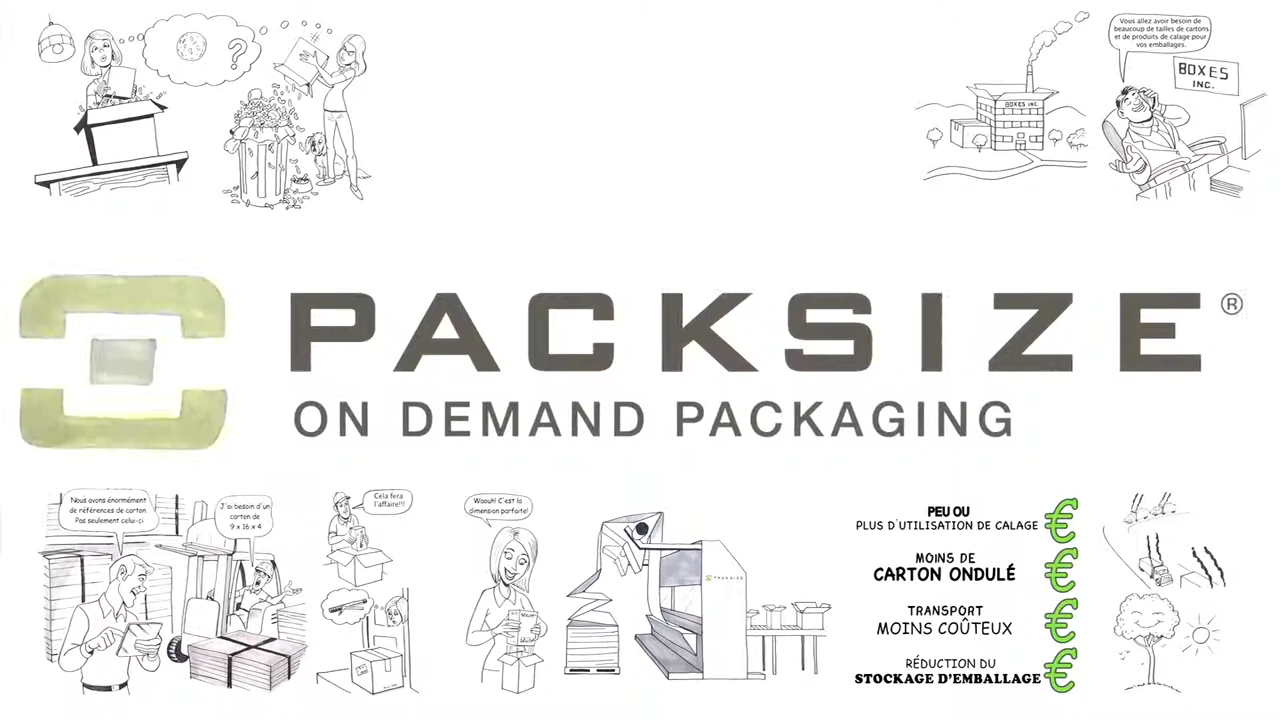 ?
Vous allez avoir besoin de
beaucoup de tailles de cartons
et de produits de calage pour
vos emballages.
BOXES
INC.
BOXES INC.
PACKSIZE®
ON DEMAND PACKAGING
Nous avons énormément
de références de carton.
Pas seulement celui-ci
J'ai besoin d'un
carton de
9 x 16 x 4
Cela fera
l'affaire!!!
Waouh! C'est la
dimension parfaite!
PACKSIZE
PEU OU
PLUS D'UTILISATION DE CALAGE €
MOINS DE
CARTON ONDULÉ €
TRANSPORT
MOINS COÛTEUX €
RÉDUCTION DU
STOCKAGE D'EMBALLAGE €